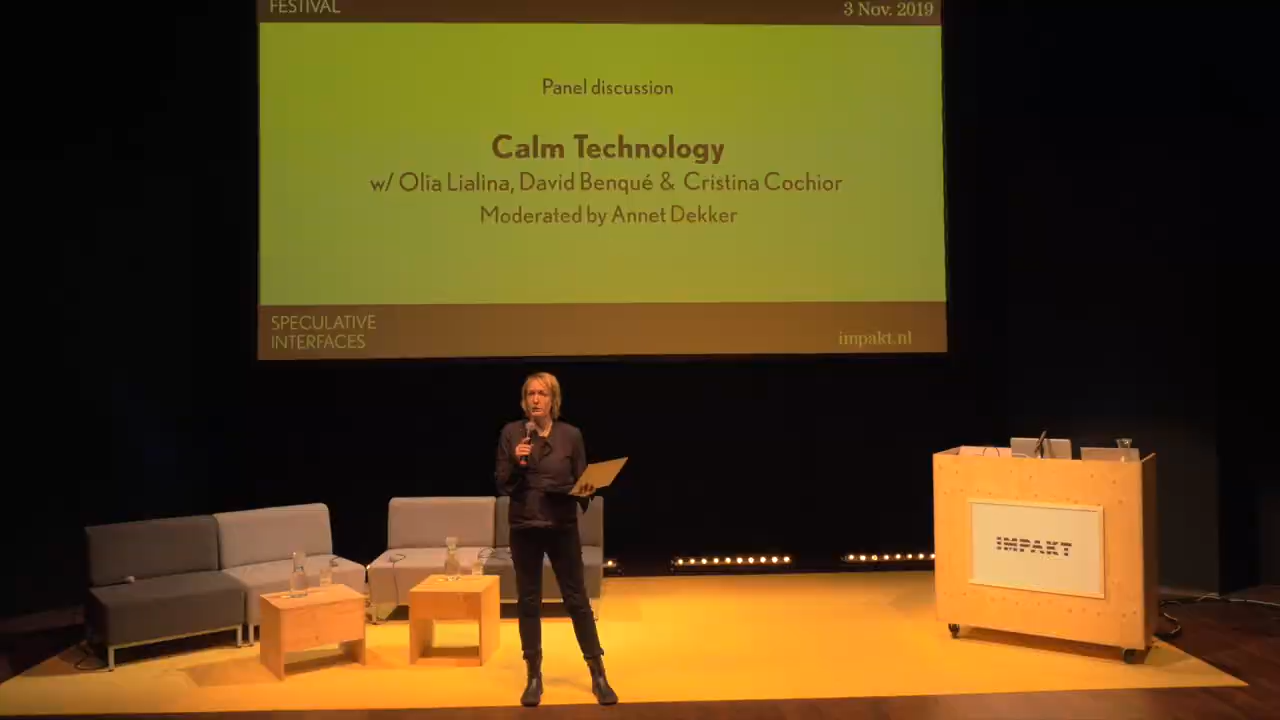 FESTIVAL
3 Nov. 2019
Panel discussion
Calm Technology
w/ Olia Lialina, David Benqué & Cristina Cochior
Moderated by Annet Dekker
SPECULATIVE
INTERFACES
impakt.nl
IMPAKT